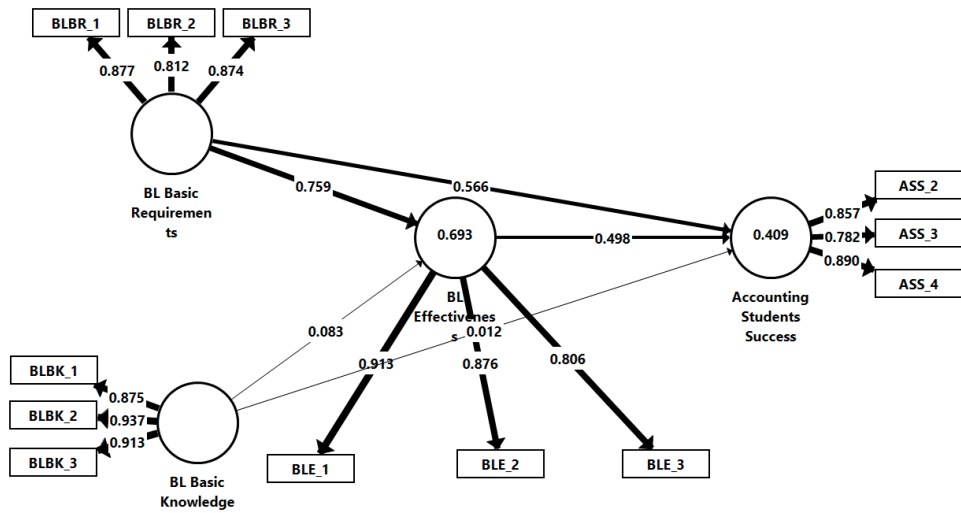 BLBR_1
BLBR_2
BLBR_3
0.877
0.812
0.874
BL Basic
Requiremen
ts
0.759
0.566
0.693
0.498
0.409
BL
Effectivenes
s
ASS_2
0.857
ASS_3
0.782
ASS_4
0.890
Accounting
Students
Success
0.083
0.012
0.913
0.876
0.806
BLBK_1
0.875
BLBK_2
0.937
BLBK_3
0.913
BL Basic
Knowledge
BLE_1
BLE_2
BLE_3